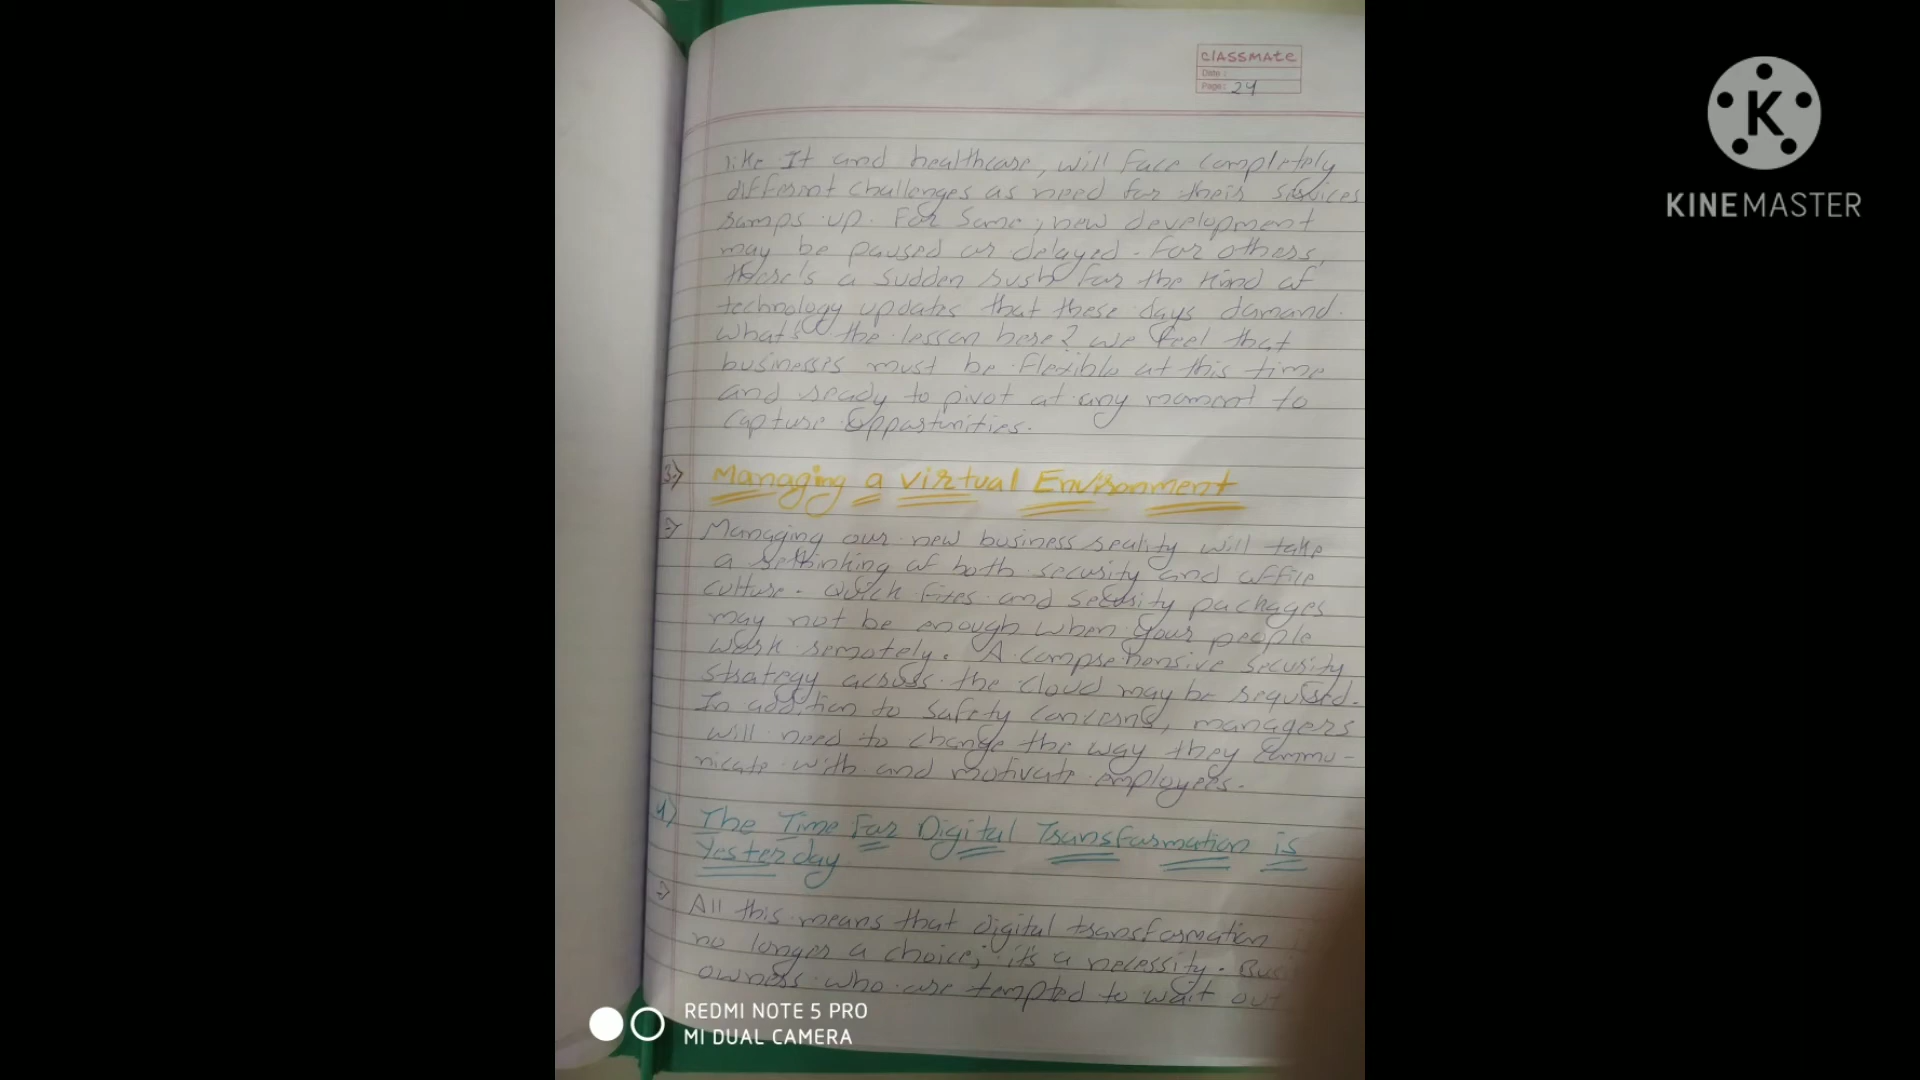 classmate
Date :
Page: 24
like It and healthcare, will face completely
different challenges as need for their services
ramps up. For some, new development
may be paused or delayed. For others,
there's a sudden rush for the kind of
technology updates that these days demand.
What's the lesson here? we feel that
businesses must be flexible at this time
and ready to pivot at any moment to
capture opportunities.
3) Managing a virtual Environment
→ Managing our new business reality will take
a rethinking of both security and office
culture. Quick fixes and security packages
may not be enough when your people
work remotely. A comprehensive security
strategy across the cloud may be required.
In addition to safety concerns, managers
will need to change the way they commu-
nicate with and motivate employees.
4) The Time For Digital Transformation is
Yesterday
→ All this means that digital transformation
no longer a choice; it's a necessity. Bus
owners who are tempted to wait out
REDMI NOTE 5 PRO
MI DUAL CAMERA
K
KINEMASTER